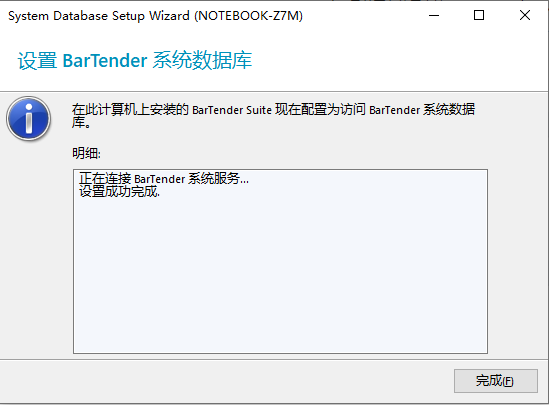 System Database Setup Wizard (NOTEBOOK-Z7M)
设置 BarTender 系统数据库
在此计算机上安装的 BarTender Suite 现在配置为访问 BarTender 系统数据
库。
明细:
正在连接 BarTender 系统服务...
设置成功完成.
完成(F)